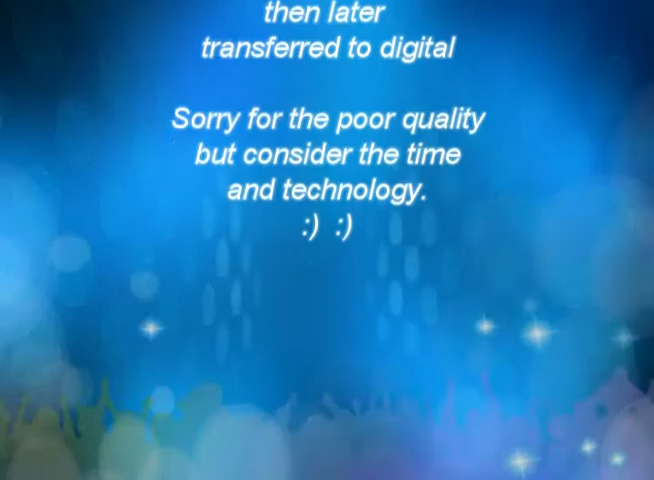 then later
transferred to digital
Sorry for the poor quality
but consider the time
and technology.
:) :)